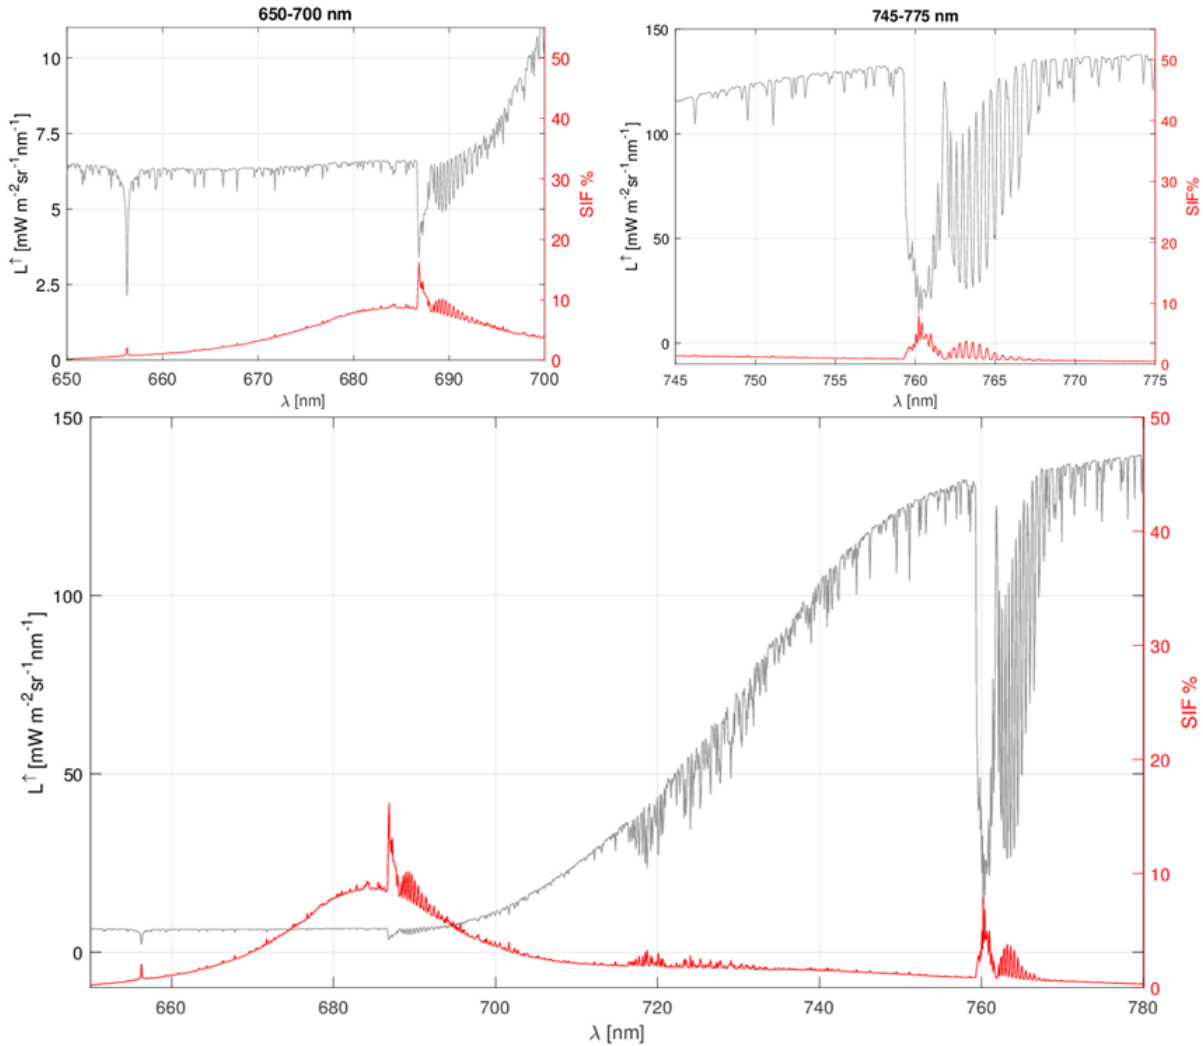 650-700 nm
10
7.5
5
2.5
0
L↑ [mW m-2sr-1nm-1]
50
40
30
20
10
0
SIF %
650 660 670 680 690 700
λ [nm]
745-775 nm
150
100
50
0
L↑ [mW m-2sr-1nm-1]
50
40
30
20
10
0
SIF%
745 750 755 760 765 770 775
λ [nm]
150
100
50
0
L↑ [mW m-2sr-1nm-1]
50
40
30
20
10
0
SIF %
660 680 700 720 740 760 780
λ [nm]